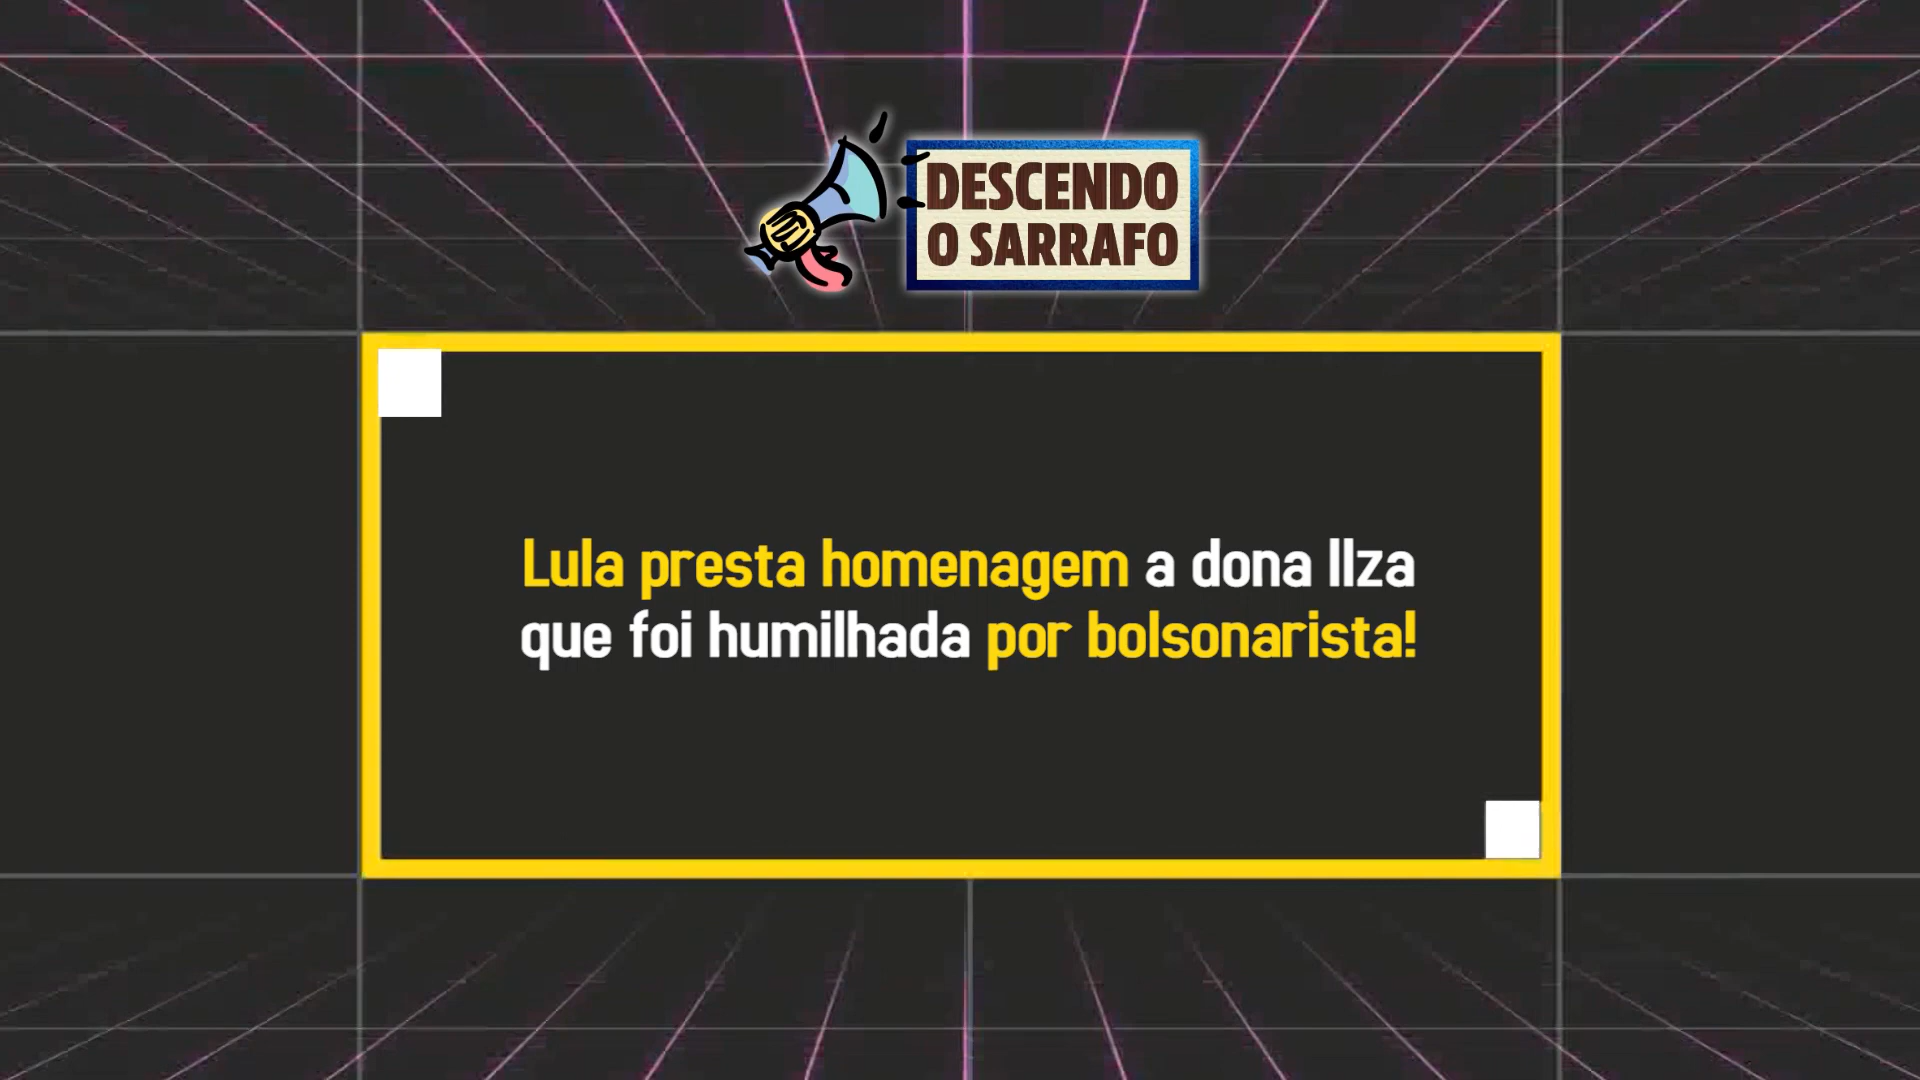 DESCENDO
O SARRAFO
Lula presta homenagem a dona Ilza
que foi humilhada por bolsonarista!